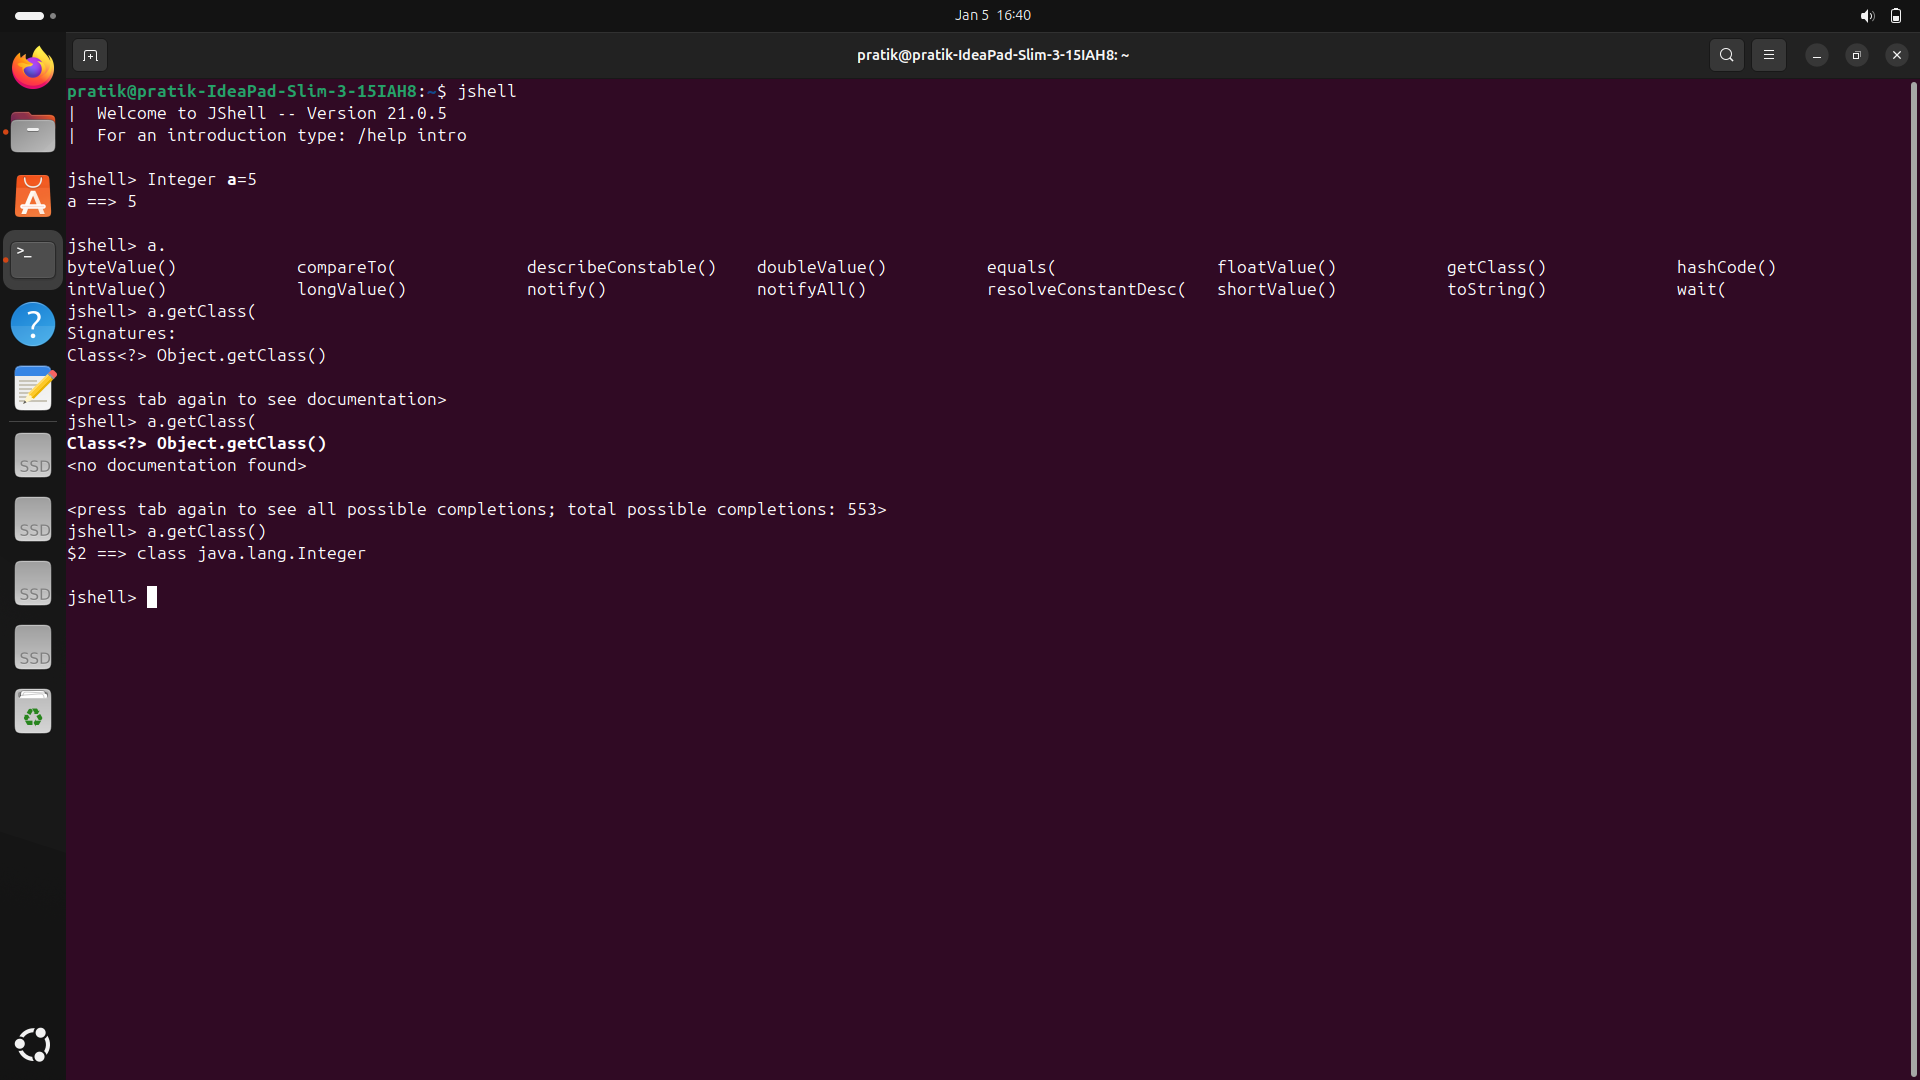 Jan 5 16:40
pratik@pratik-IdeaPad-Slim-3-15IAH8: ~
pratik@pratik-IdeaPad-Slim-3-15IAH8:~$ jshell
|  Welcome to JShell -- Version 21.0.5
|  For an introduction type: /help intro
jshell> Integer a=5
a ==> 5
jshell> a.
byteValue()            compareTo(             describeConstable()    doubleValue()          equals(                floatValue()           getClass()             hashCode()
intValue()             longValue()            notify()               notifyAll()            resolveConstantDesc(   shortValue()           toString()             wait(
jshell> a.getClass(
Signatures:
Class<?> Object.getClass()
<press tab again to see documentation>
jshell> a.getClass(
Class<?> Object.getClass()
<no documentation found>
<press tab again to see all possible completions; total possible completions: 553>
jshell> a.getClass()
$2 ==> class java.lang.Integer
jshell>
SSD
SSD
SSD
SSD